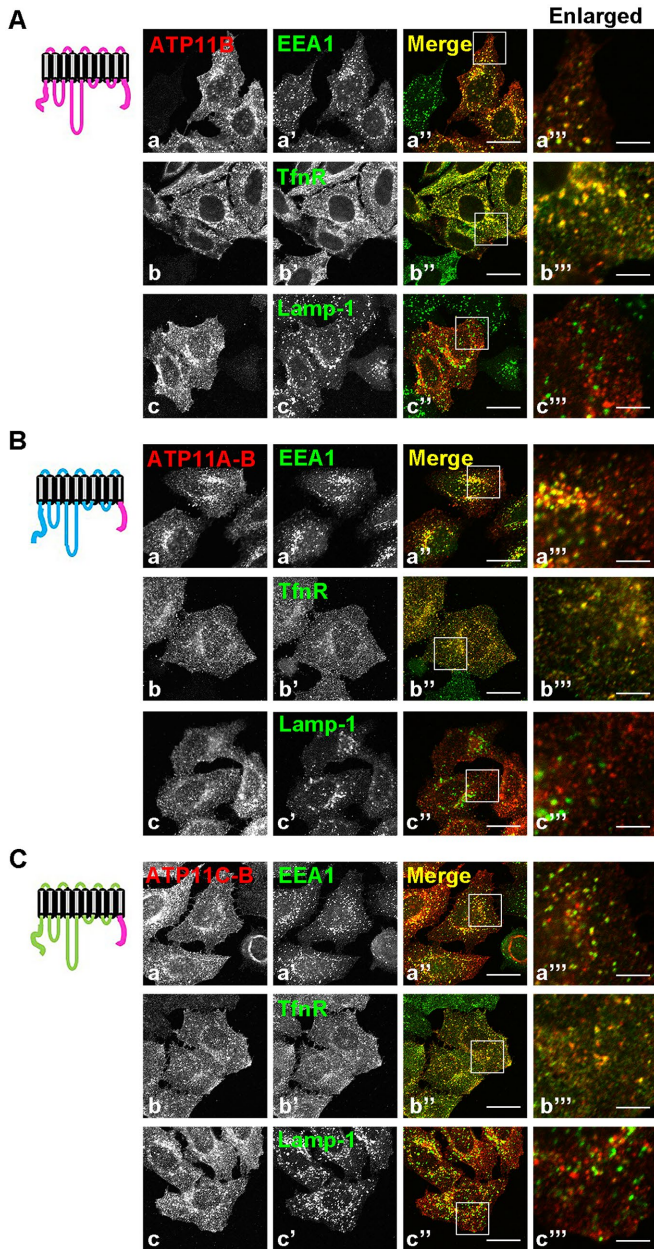 A
Enlarged
ATP11B EEA1 Merge
a a’ a’’ a’’’
TfnR
b b’ b’’ b’’’
Lamp-1
c c’ c’’ c’’’
B
ATP11A-B EEA1 Merge
a a’ a’’ a’’’
TfnR
b b’ b’’ b’’’
Lamp-1
c c’ c’’ c’’’
C
ATP11C-B EEA1 Merge
a a’ a’’ a’’’
TfnR
b b’ b’’ b’’’
Lamp-1
c c’ c’’ c’’’